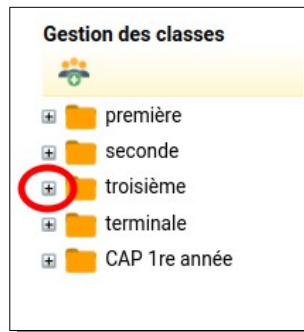 Gestion des classes
première
seconde
troisième
terminale
CAP 1re année